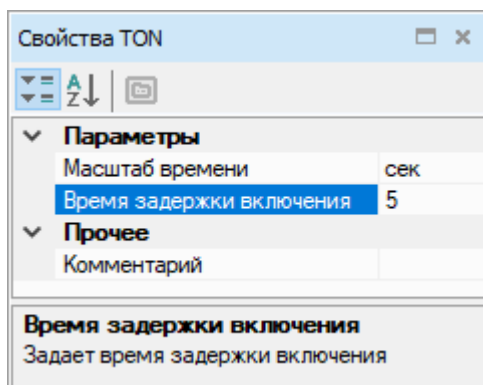 Свойства TON
Параметры
Масштаб времени сек
Время задержки включения 5
Прочее
Комментарий
Время задержки включения
Задает время задержки включения